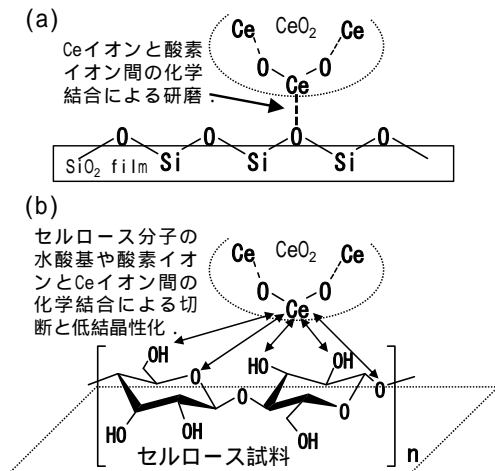 (a)
Ce CeO₂ Ce
O O
Ce
Ceイオンと酸素
イオン間の化学
結合による研磨.
O O O O
SiO₂ film Si Si Si
(b)
セルロース分子の
水酸基や酸素イオ
ンとCeイオン間の
化学結合による切
断と低結晶性化.
Ce CeO₂ Ce
O O
Ce
OH HO OH
O O
HO OH O O
HO OH
セルロース試料 n